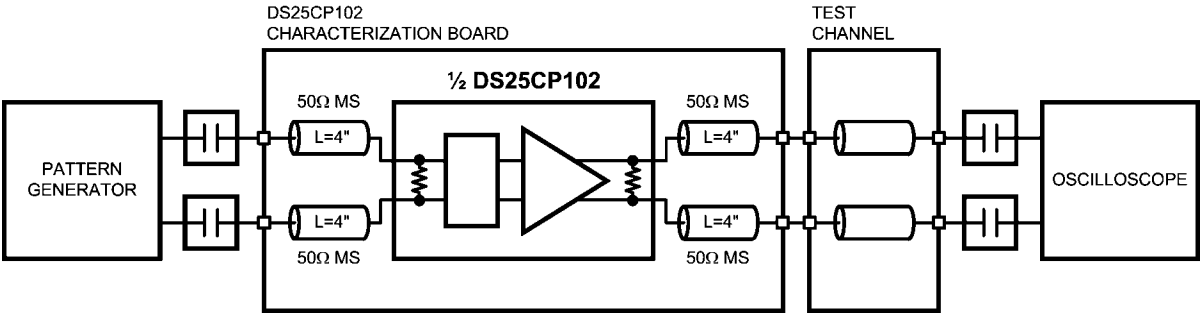 DS25CP102
CHARACTERIZATION BOARD
TEST
CHANNEL
½ DS25CP102
50Ω MS
50Ω MS
L=4"
L=4"
PATTERN
GENERATOR
OSCILLOSCOPE
L=4"
L=4"
50Ω MS
50Ω MS